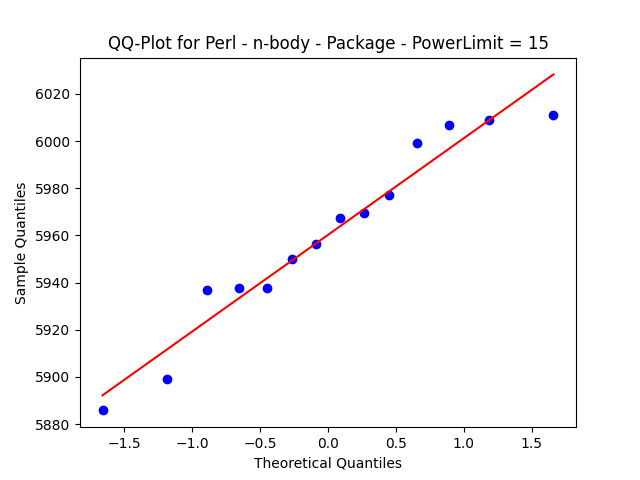 QQ-Plot for Perl - n-body - Package - PowerLimit = 15
6020
6000
5980
5960
5940
5920
5900
5880
Sample Quantiles
−1.5 −1.0 −0.5 0.0 0.5 1.0 1.5
Theoretical Quantiles